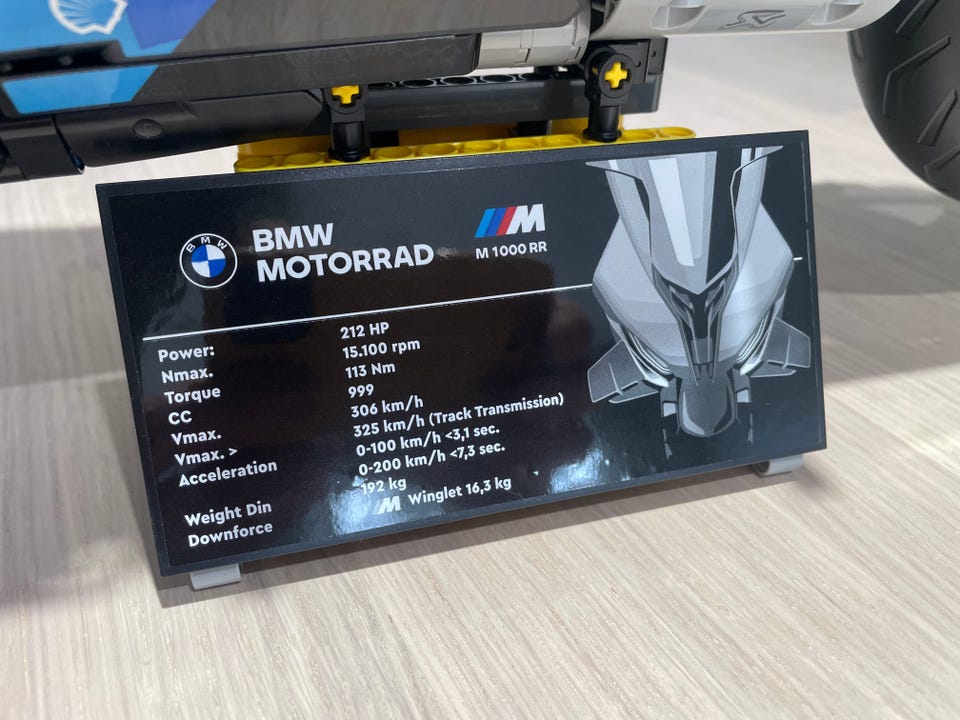 BMW
BMW
MOTORRAD
M
M 1000 RR
Power: 212 HP
Nmax. 15.100 rpm
Torque 113 Nm
CC 999
Vmax. 306 km/h
Vmax. > 325 km/h (Track Transmission)
Acceleration 0-100 km/h <3,1 sec.
0-200 km/h <7,3 sec.
Weight Din 192 kg
Downforce M Winglet 16,3 kg